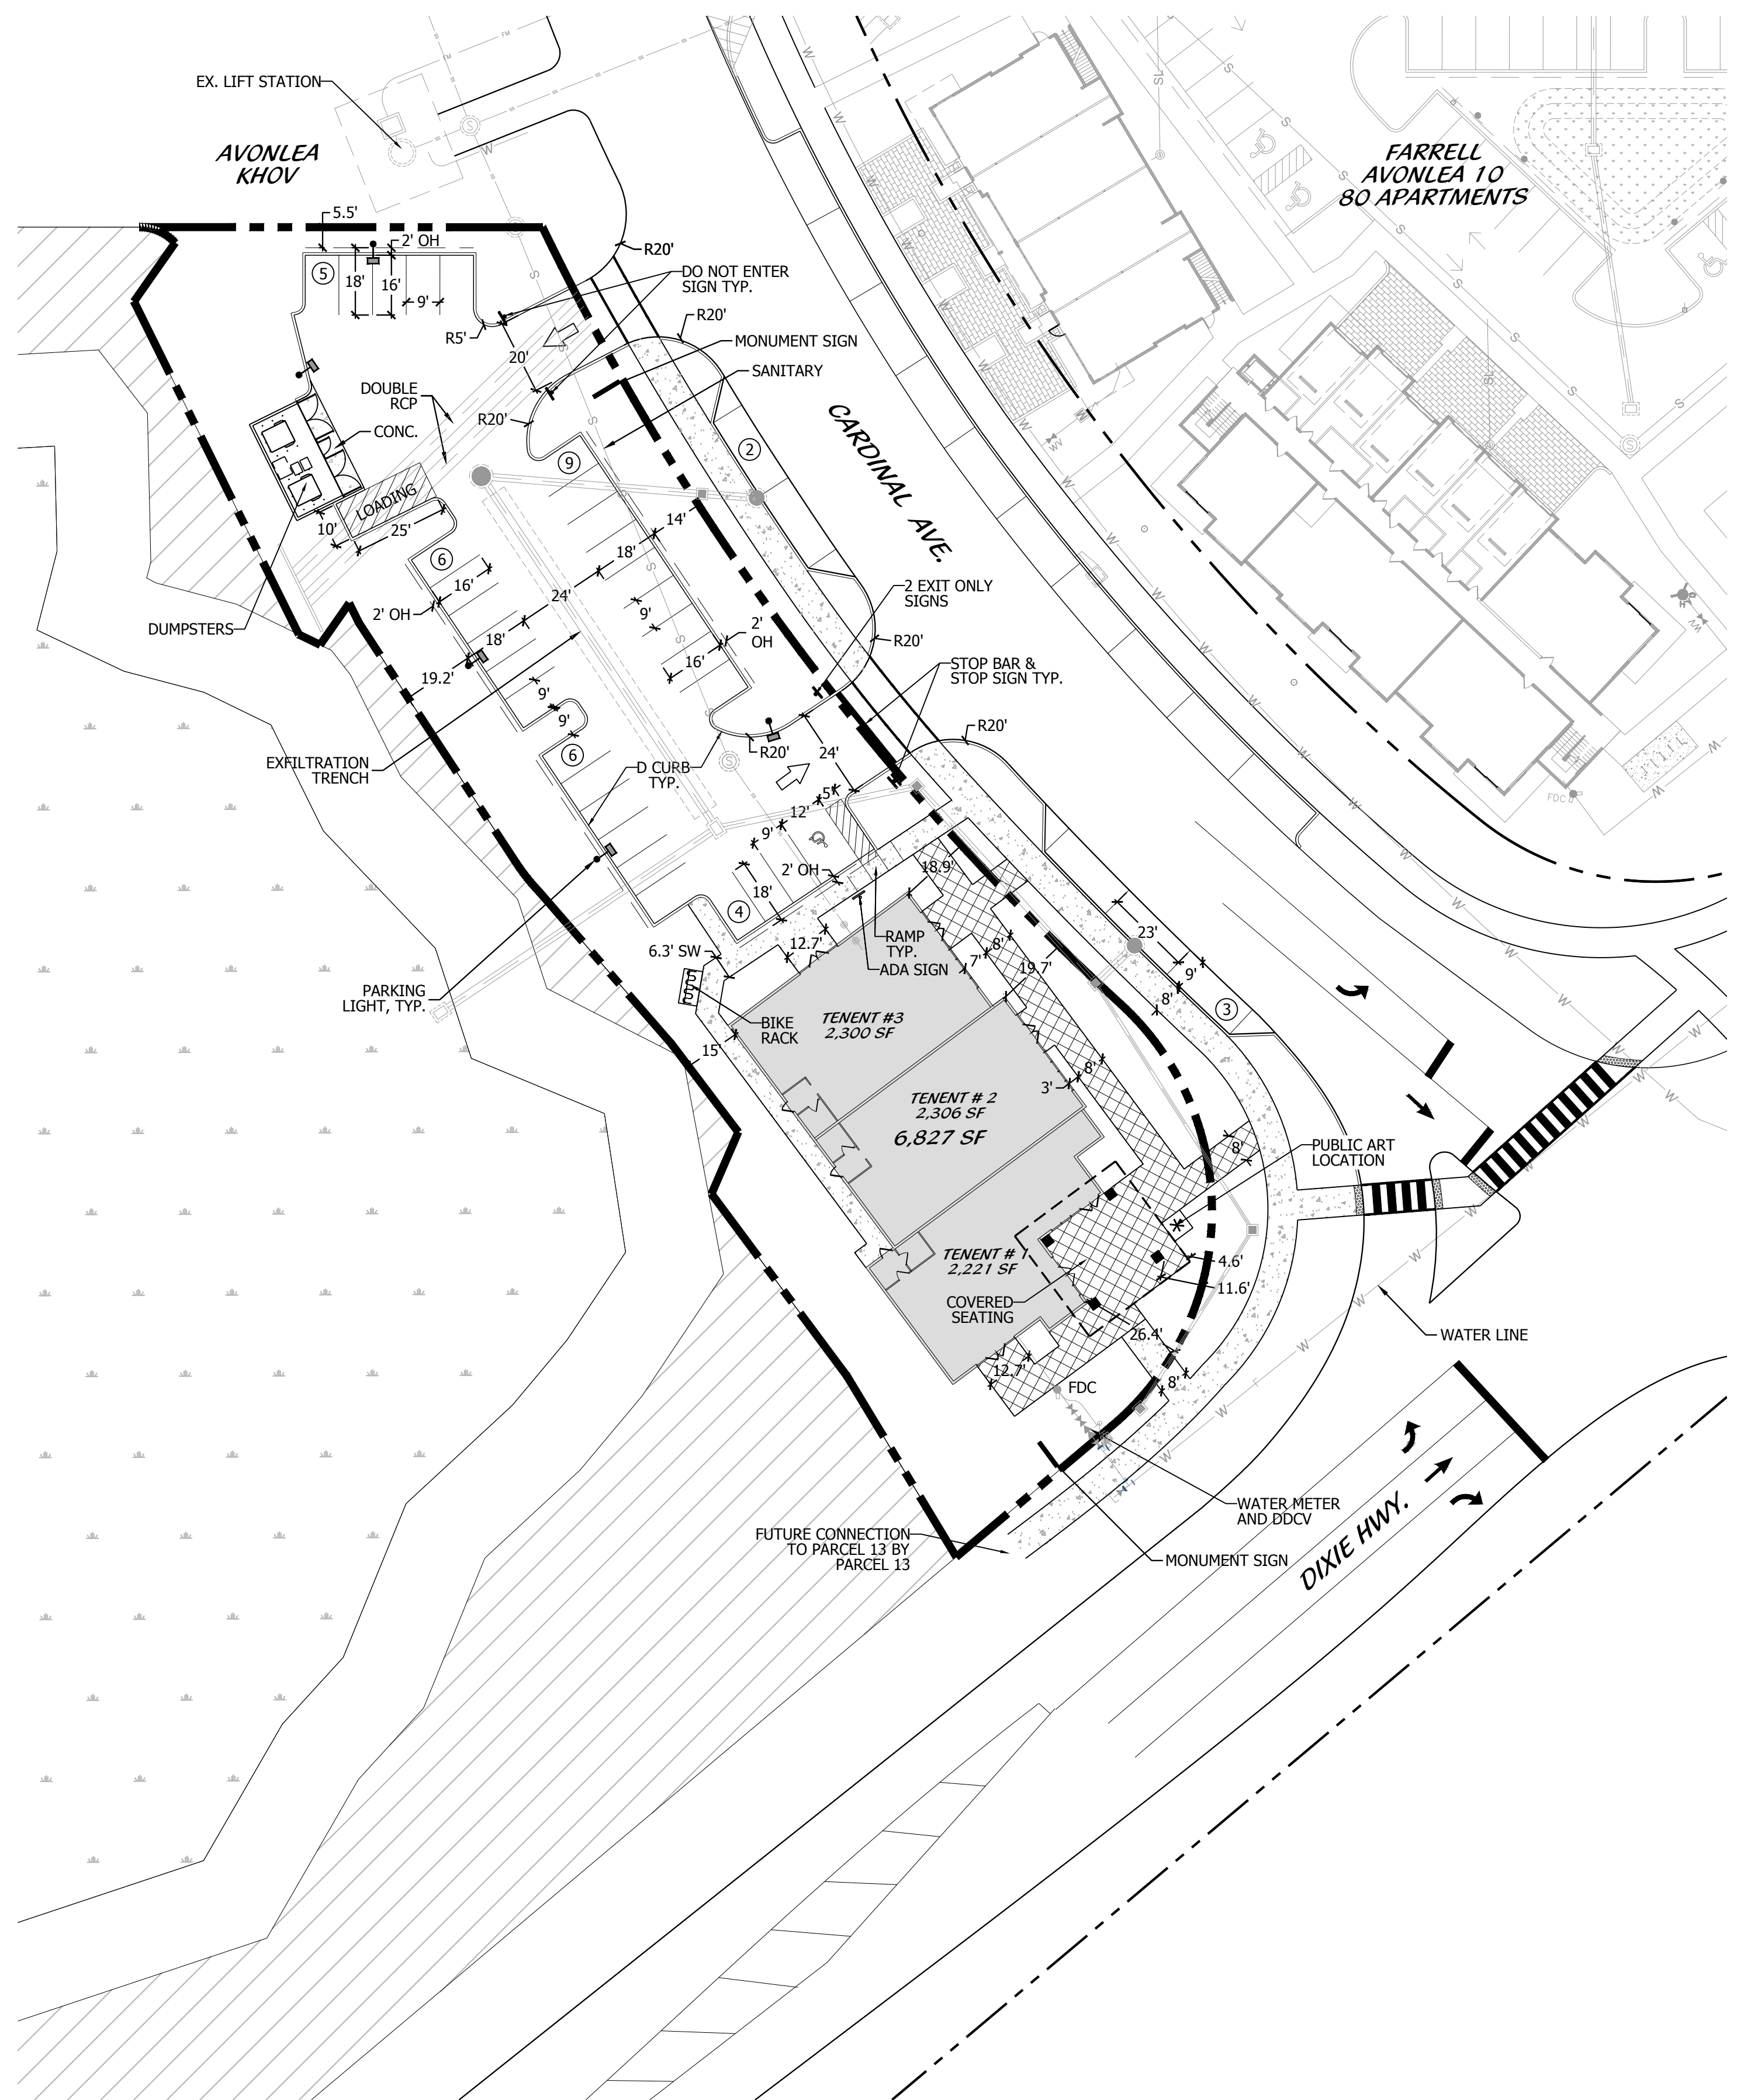 EX. LIFT STATION
AVONLEA
KHOV
FARRELL
AVONLEA 10
80 APARTMENTS
FM
FM
5.5'
2' OH
R20'
5
18'
16'
9'
DO NOT ENTER
SIGN TYP.
R20'
R5'
20'
MONUMENT SIGN
SANITARY
DOUBLE
RCP
CONC.
R20'
CARDINAL AVE.
2
9
LOADING
10'
25'
14'
18'
6
16'
24'
9'
2' OH
2 EXIT ONLY
SIGNS
DUMPSTERS
18'
2'
OH
R20'
16'
19.2'
STOP BAR &
STOP SIGN TYP.
9'
9'
R20'
R20'
24'
6
EXFILTRATION
TRENCH
D CURB
TYP.
5'
12'
9'
FDC
2' OH
18.9'
18'
4
RAMP
TYP.
ADA SIGN
6.3' SW
12.7'
8'
7'
19.7'
23'
9'
8'
3
PARKING
LIGHT, TYP.
BIKE
RACK
TENENT #3
2,300 SF
15'
8'
3'
TENENT # 2
2,306 SF
6,827 SF
8'
PUBLIC ART
LOCATION
TENENT # 1
2,221 SF
4.6'
11.6'
COVERED
SEATING
26.4'
WATER LINE
12.7'
8'
FDC
WATER METER
AND DDCV
FUTURE CONNECTION
TO PARCEL 13 BY
PARCEL 13
MONUMENT SIGN
DIXIE HWY.